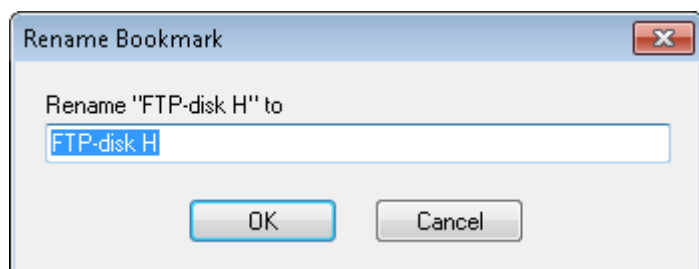 Rename Bookmark
Rename "FTP-disk H" to
FTP-disk H
OK
Cancel